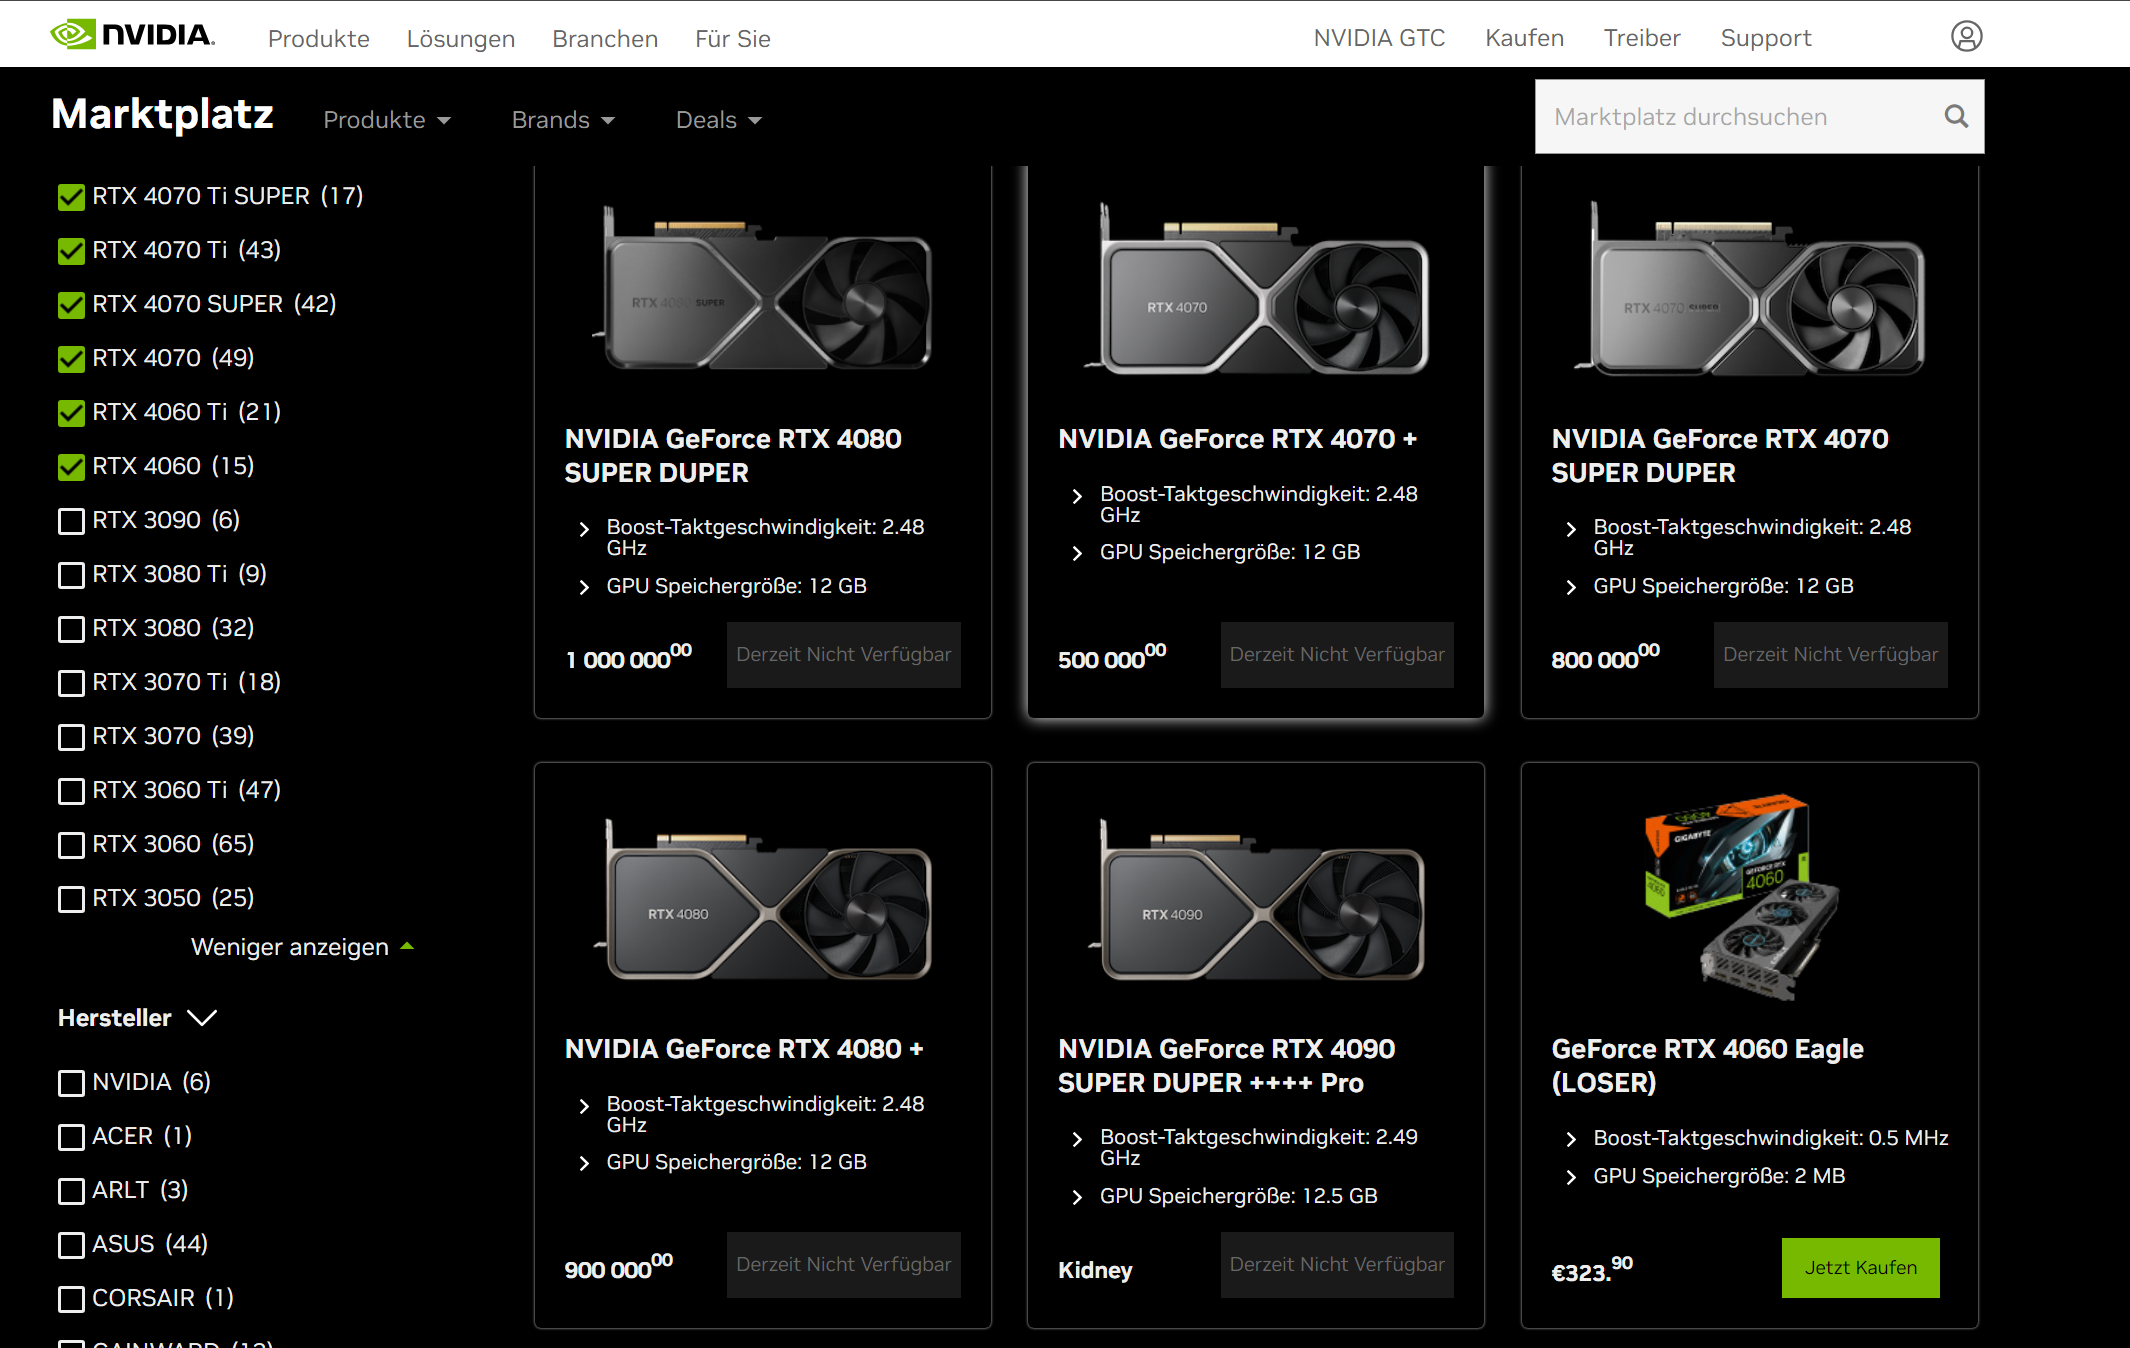 NVIDIA.
Produkte
Lösungen
Branchen
Für Sie
NVIDIA GTC
Kaufen
Treiber
Support
Marktplatz
Produkte
Brands
Deals
Marktplatz durchsuchen
RTX 4070 Ti SUPER (17)
RTX 4070 Ti (43)
RTX 4070 SUPER (42)
RTX 4070 (49)
RTX 4060 Ti (21)
RTX 4060 (15)
RTX 3090 (6)
RTX 3080 Ti (9)
RTX 3080 (32)
RTX 3070 Ti (18)
RTX 3070 (39)
RTX 3060 Ti (47)
RTX 3060 (65)
RTX 3050 (25)
Weniger anzeigen
Hersteller
NVIDIA (6)
ACER (1)
ARLT (3)
ASUS (44)
CORSAIR (1)
GAINWARD (12)
RTX 4080 SUPER
NVIDIA GeForce RTX 4080
SUPER DUPER
Boost-Taktgeschwindigkeit: 2.48
GHz
GPU Speichergröße: 12 GB
1 000 000⁰⁰
Derzeit Nicht Verfügbar
RTX 4070
NVIDIA GeForce RTX 4070 +
Boost-Taktgeschwindigkeit: 2.48
GHz
GPU Speichergröße: 12 GB
500 000⁰⁰
Derzeit Nicht Verfügbar
RTX 4070 SUPER
NVIDIA GeForce RTX 4070
SUPER DUPER
Boost-Taktgeschwindigkeit: 2.48
GHz
GPU Speichergröße: 12 GB
800 000⁰⁰
Derzeit Nicht Verfügbar
RTX 4080
NVIDIA GeForce RTX 4080 +
Boost-Taktgeschwindigkeit: 2.48
GHz
GPU Speichergröße: 12 GB
900 000⁰⁰
Derzeit Nicht Verfügbar
RTX 4090
NVIDIA GeForce RTX 4090
SUPER DUPER ++++ Pro
Boost-Taktgeschwindigkeit: 2.49
GHz
GPU Speichergröße: 12.5 GB
Kidney
Derzeit Nicht Verfügbar
GIGABYTE
GEFORCE RTX
4060
GeForce RTX 4060 Eagle
(LOSER)
Boost-Taktgeschwindigkeit: 0.5 MHz
GPU Speichergröße: 2 MB
€323.⁹⁰
Jetzt Kaufen